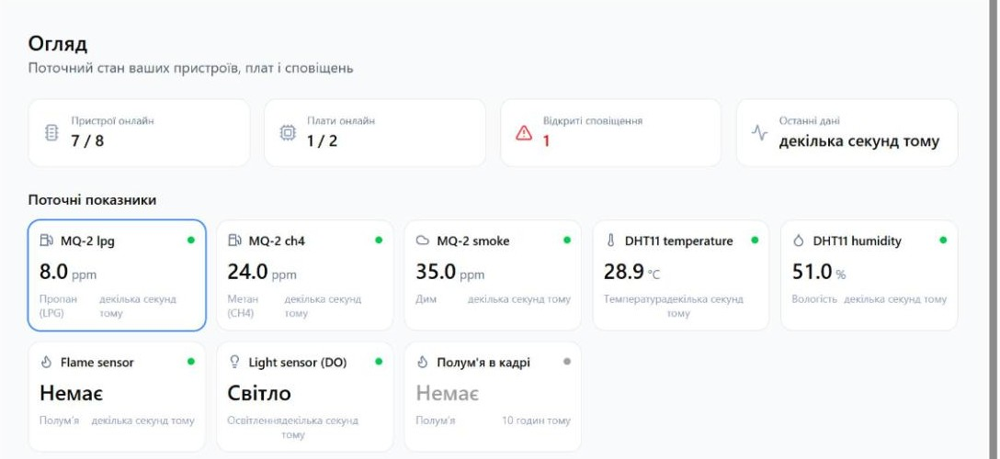 Огляд
Поточний стан ваших пристроїв, плат і сповіщень
Пристрої онлайн
7 / 8
Плати онлайн
1 / 2
Відкриті сповіщення
1
Останні дані
декілька секунд тому
Поточні показники
MQ-2 lpg
8.0 ppm
Пропан (LPG)
декілька секунд тому
MQ-2 ch4
24.0 ppm
Метан (CH4)
декілька секунд тому
MQ-2 smoke
35.0 ppm
Дим
декілька секунд тому
DHT11 temperature
28.9 °C
Температура
декілька секунд тому
DHT11 humidity
51.0 %
Вологість
декілька секунд тому
Flame sensor
Немає
Полум'я
декілька секунд тому
Light sensor (DO)
Світло
Освітлення
декілька секунд тому
Полум'я в кадрі
Немає
Полум'я
10 годин тому